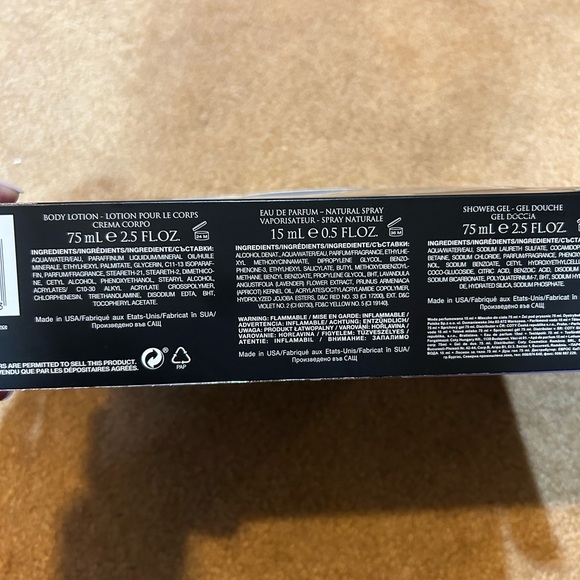 BODY LOTION - LOTION POUR LE CORPS
CREMA CORPO
75 mL ℮ 2.5 FL.OZ.
24 M
INGREDIENTS/INGRÉDIENTS/INGREDIENTE/СЪСТАВКИ:
AQUA/WATER/EAU, PARAFFINUM LIQUIDUM/MINERAL OIL/HUILE
MINERALE, ETHYLHEXYL PALMITATE, GLYCERIN, C11-13 ISOPARAF-
FIN, PARFUM/FRAGRANCE, STEARETH-21, STEARETH-2, DIMETHICO-
NE, CETYL ALCOHOL, PHENOXYETHANOL, STEARYL ALCOHOL,
ACRYLATES/ C10-30 ALKYL ACRYLATE CROSSPOLYMER,
CHLORPHENESIN, TRIETHANOLAMINE, DISODIUM EDTA, BHT,
TOCOPHERYL ACETATE.
Made in USA/Fabriqué aux Etats-Unis/Fabricat in SUA/
Произведено във САЩ
ERS ARE PERMITTED TO SELL THIS PRODUCT.
VENDU QUE PAR LES DÉPOSITAIRES AGRÉÉS.
PAP
EAU DE PARFUM – NATURAL SPRAY
VAPORISATEUR - SPRAY NATURALE
15 mL ℮ 0.5 FL.OZ.
INGREDIENTS/INGRÉDIENTS/INGREDIENTE/СЪСТАВКИ:
ALCOHOL DENAT., AQUA/WATER/EAU, PARFUM/FRAGRANCE, ETHYLHE-
XYL METHOXYCINNAMATE, DIPROPYLENE GLYCOL, BENZO-
PHENONE-3, ETHYLHEXYL SALICYLATE, BUTYL METHOXYDIBENZOYL-
METHANE, BENZYL BENZOATE, PROPYLENE GLYCOL, BHT, LAVANDULA
ANGUSTIFOLIA (LAVENDER) FLOWER EXTRACT, PRUNUS ARMENIACA
(APRICOT) KERNEL OIL, ACRYLATES/OCTYLACRYLAMIDE COPOLYMER,
HYDROLYZED JOJOBA ESTERS, D&C RED NO. 33 (CI 17200), EXT. D&C
VIOLET NO. 2 (CI 60730), FD&C YELLOW NO. 5 (CI 19140).
WARNING: FLAMMABLE / MISE EN GARDE: INFLAMMABLE /
ADVERTENCIA: INFLAMABLE / ACHTUNG: ENTZÜNDLICH/
UWAGA: PRODUKT ŁATWOPALNY / VAROVÁNÍ: HOŘLAVINA /
VAROVANIE: HORĽAVINA / FIGYELEM: TŰZVESZÉLYES /
ATENTIE: INFLAMABIL / ВНИМАНИЕ: ЗАПАЛИМО
Made in USA/Fabriqué aux Etats-Unis/Fabricat in SUA/
Произведено във САЩ
SHOWER GEL - GEL DOUCHE
GEL DOCCIA
75 mL ℮ 2.5 FL.OZ.
INGREDIENTS/INGRÉDIENTS/INGREDIENTE/СЪСТАВКИ:
AQUA/WATER/EAU, SODIUM LAURETH SULFATE, COCAMIDOP
BETAINE, SODIUM CHLORIDE, PARFUM/FRAGRANCE, PHENO
NOL, SODIUM BENZOATE, CETYL HYDROXYETHYLCELLU
COCO-GLUCOSIDE, CITRIC ACID, BENZOIC ACID, DISODI
SODIUM BICARBONATE, POLYQUATERNIUM-7, BHT, SODIUM HY
DE, HYDRATED SILICA, SODIUM PHOSPHATE.
Made in USA/Fabriqué aux Etats-Unis/Fabricat in SUA/
Произведено във САЩ